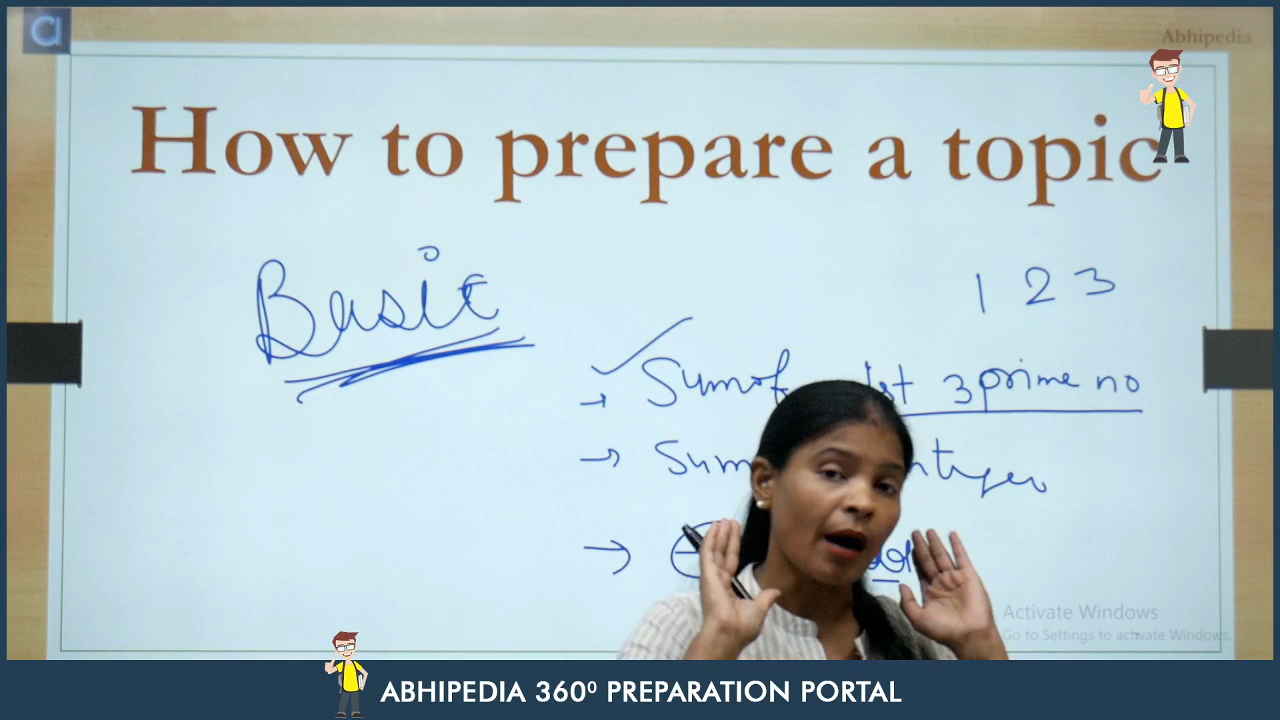 Abhipedia
How to prepare a topic
Basic
1 2 3
Sum of 1st 3 prime no
Sum
Activate Windows
Go to Settings to activate Windows.
ABHIPEDIA 360⁰ PREPARATION PORTAL